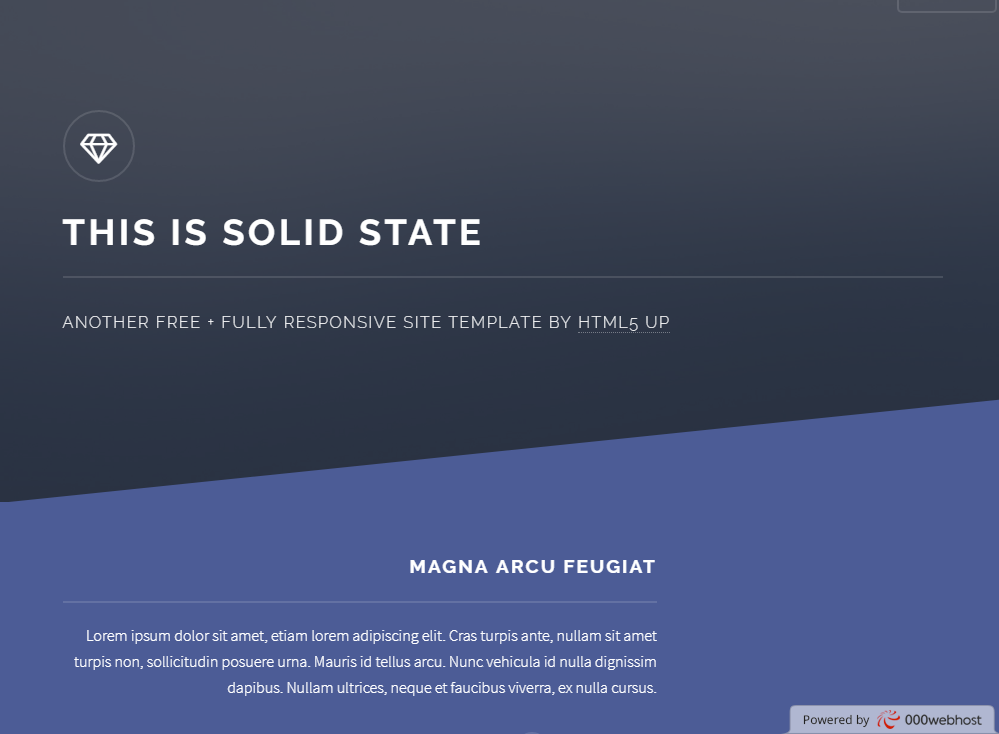 THIS IS SOLID STATE
ANOTHER FREE + FULLY RESPONSIVE SITE TEMPLATE BY HTML5 UP
MAGNA ARCU FEUGIAT
Lorem ipsum dolor sit amet, etiam lorem adipiscing elit. Cras turpis ante, nullam sit amet
turpis non, sollicitudin posuere urna. Mauris id tellus arcu. Nunc vehicula id nulla dignissim
dapibus. Nullam ultrices, neque et faucibus viverra, ex nulla cursus.
Powered by 000webhost